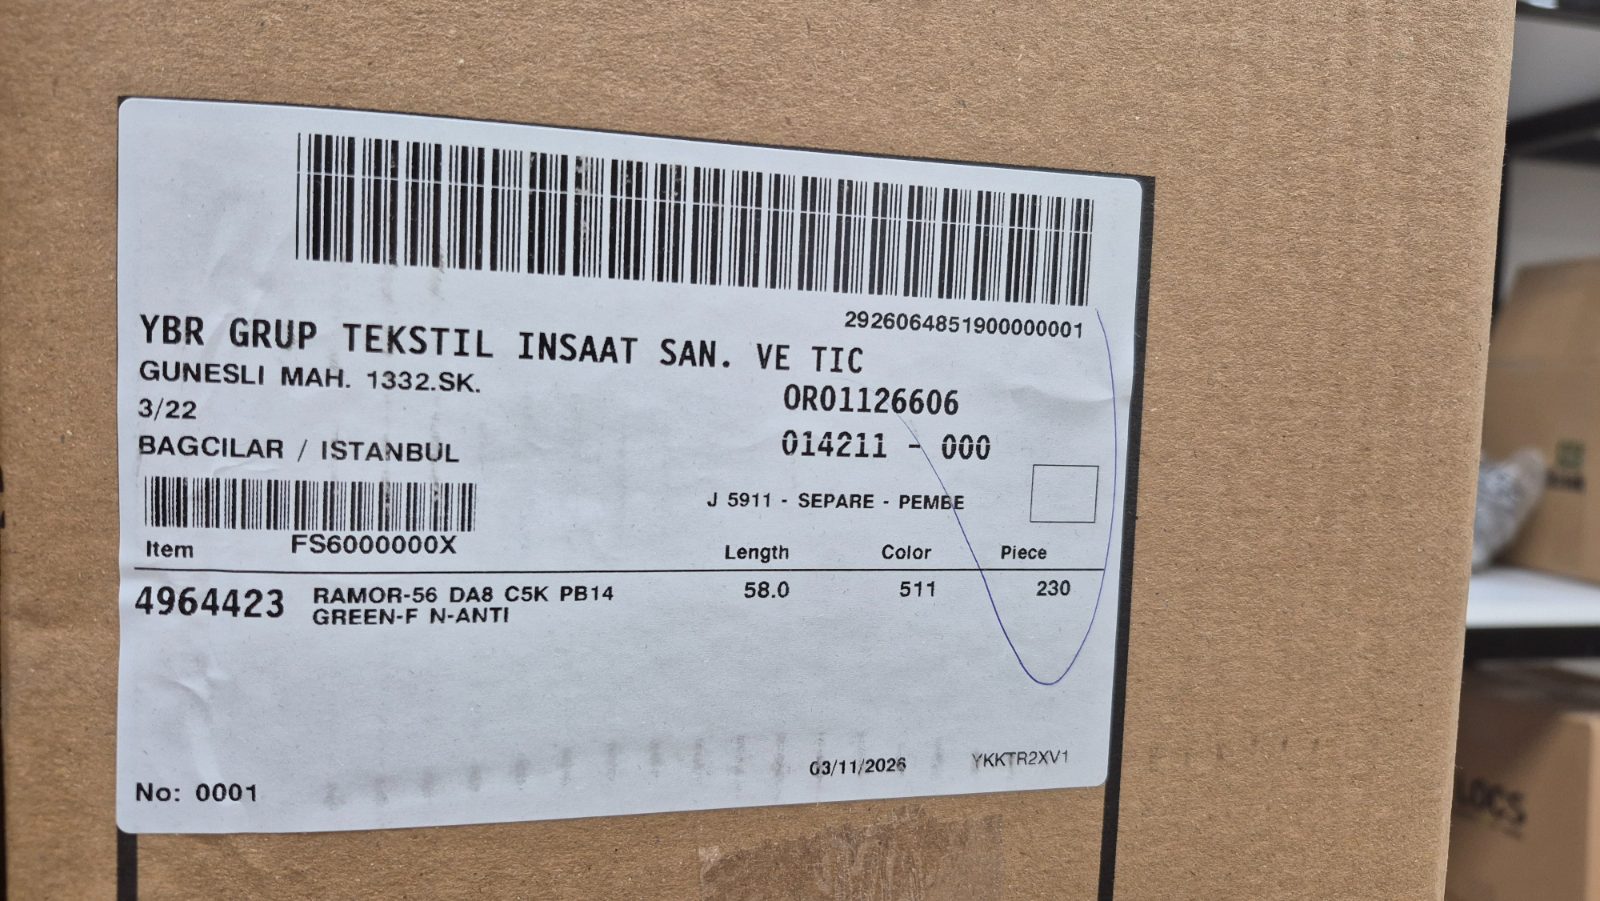 2926064851900000001
YBR GRUP TEKSTIL INSAAT SAN. VE TIC
GUNESLI MAH. 1332.SK.
3/22
BAGCILAR / ISTANBUL
OR01126606
014211 - 000
J 5911 - SEPARE - PEMBE
FS6000000X
Item Length Color Piece
4964423 RAMOR-56 DA8 C5K PB14 58.0 511 230
GREEN-F N-ANTI
03/11/2026 YKKTR2XV1
No: 0001
LOCS